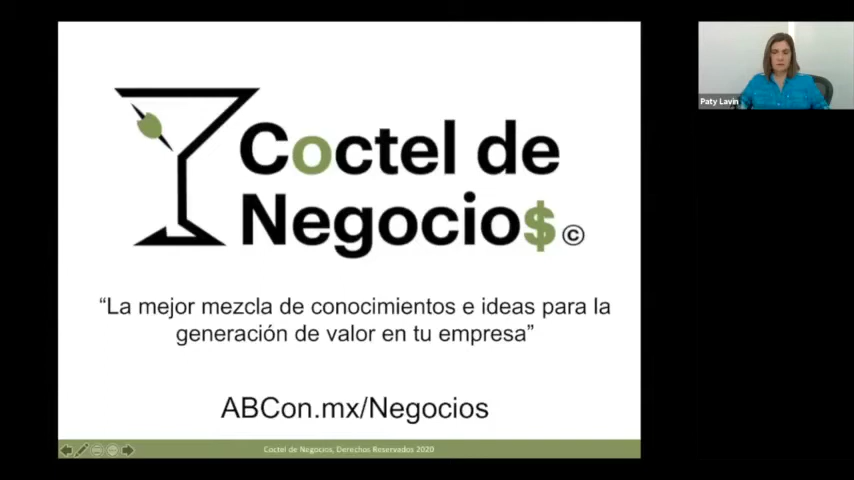 Coctel de
Negocio$ ©
“La mejor mezcla de conocimientos e ideas para la
generación de valor en tu empresa”
ABCon.mx/Negocios
Coctel de Negocios, Derechos Reservados 2020
Paty Lavin